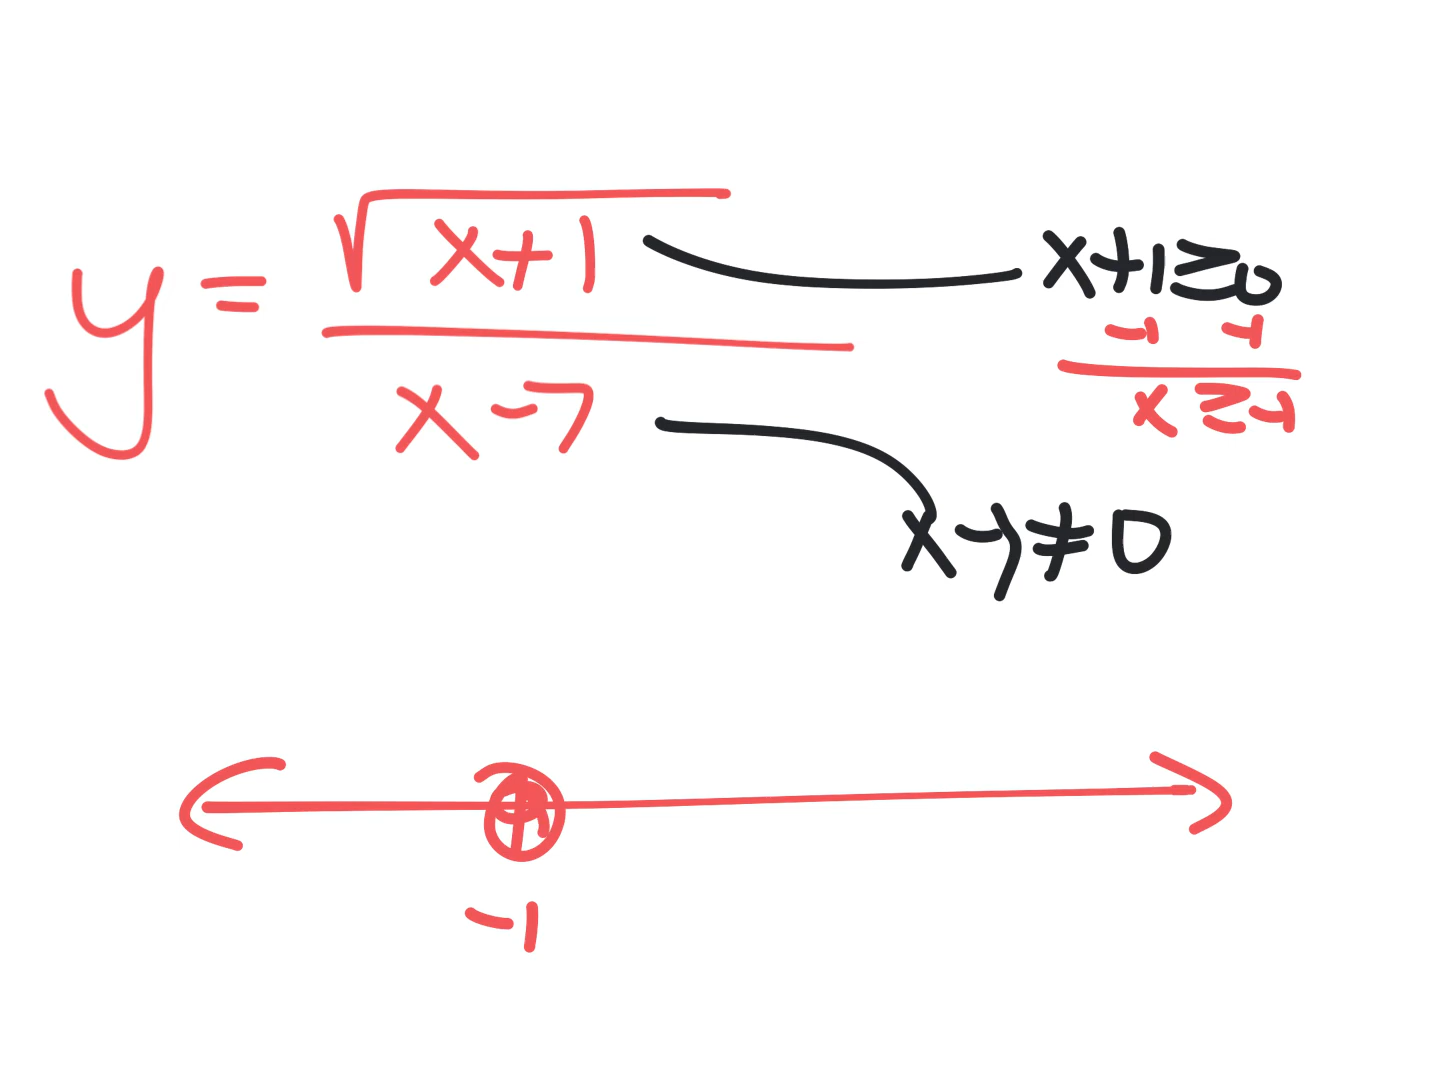 y = √(x+1) / (x-7)
x+1≥0
-1 -1
x ≥-1
x-7≠0
-1